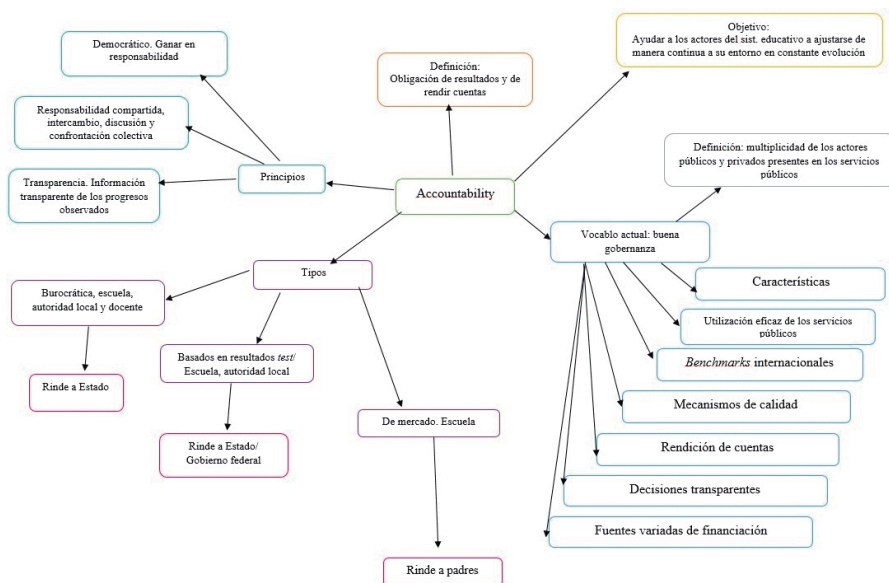 Objetivo:
Ayudar a los actores del sist. educativo a ajustarse de
manera continua a su entorno en constante evolución
Democrático. Ganar en
responsabilidad
Definición:
Obligación de resultados y de
rendir cuentas
Responsabilidad compartida,
intercambio, discusión y
confrontación colectiva
Definición: multiplicidad de los actores
públicos y privados presentes en los servicios
públicos
Principios
Transparencia. Información
transparente de los progresos
observados
Accountability
Vocablo actual: buena
gobernanza
Tipos
Características
Burocrática, escuela,
autoridad local y docente
Utilización eficaz de los servicios
públicos
Basados en resultados test/
Escuela, autoridad local
Benchmarks internacionales
Rinde a Estado
Mecanismos de calidad
De mercado. Escuela
Rinde a Estado/
Gobierno federal
Rendición de cuentas
Decisiones transparentes
Fuentes variadas de financiación
Rinde a padres